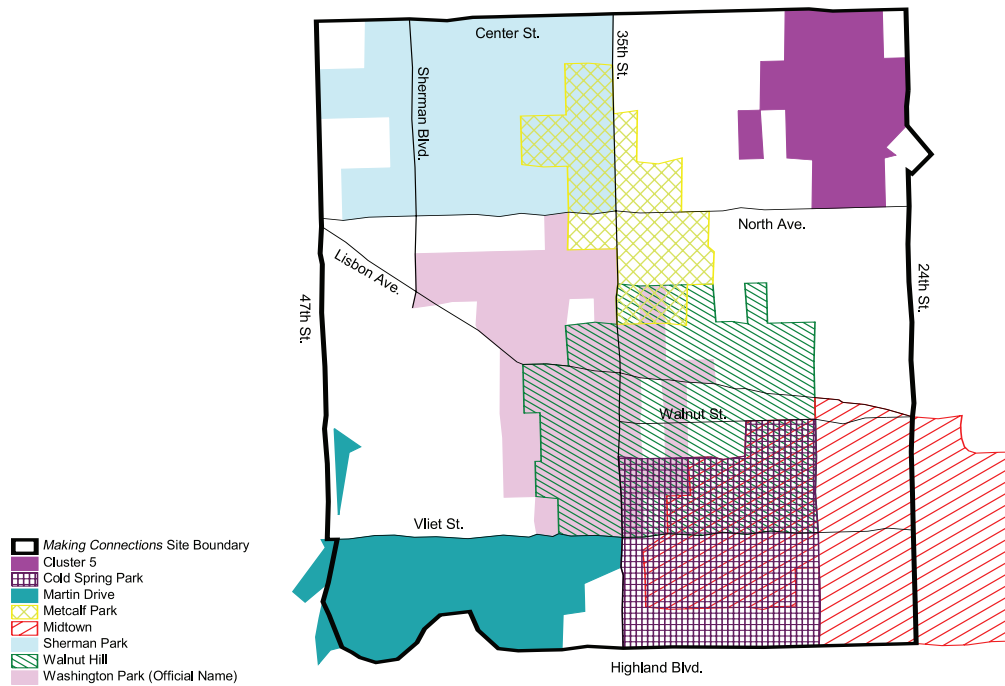 Center St.
35th St.
Sherman Blvd.
North Ave.
Lisbon Ave.
24th St.
47th St.
Walnut St.
Vliet St.
Making Connections Site Boundary
Cluster 5
Cold Spring Park
Martin Drive
Metcalf Park
Midtown
Sherman Park
Walnut Hill
Washington Park (Official Name)
Highland Blvd.